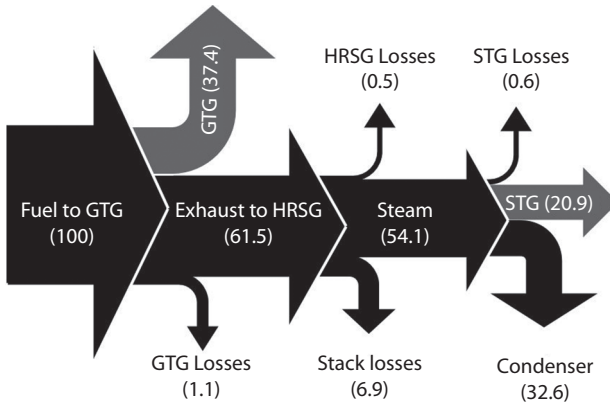 GTG (37.4)
HRSG Losses
(0.5)
STG Losses
(0.6)
Fuel to GTG
(100)
Exhaust to HRSG
(61.5)
Steam
(54.1)
STG (20.9)
GTG Losses
(1.1)
Stack losses
(6.9)
Condenser
(32.6)